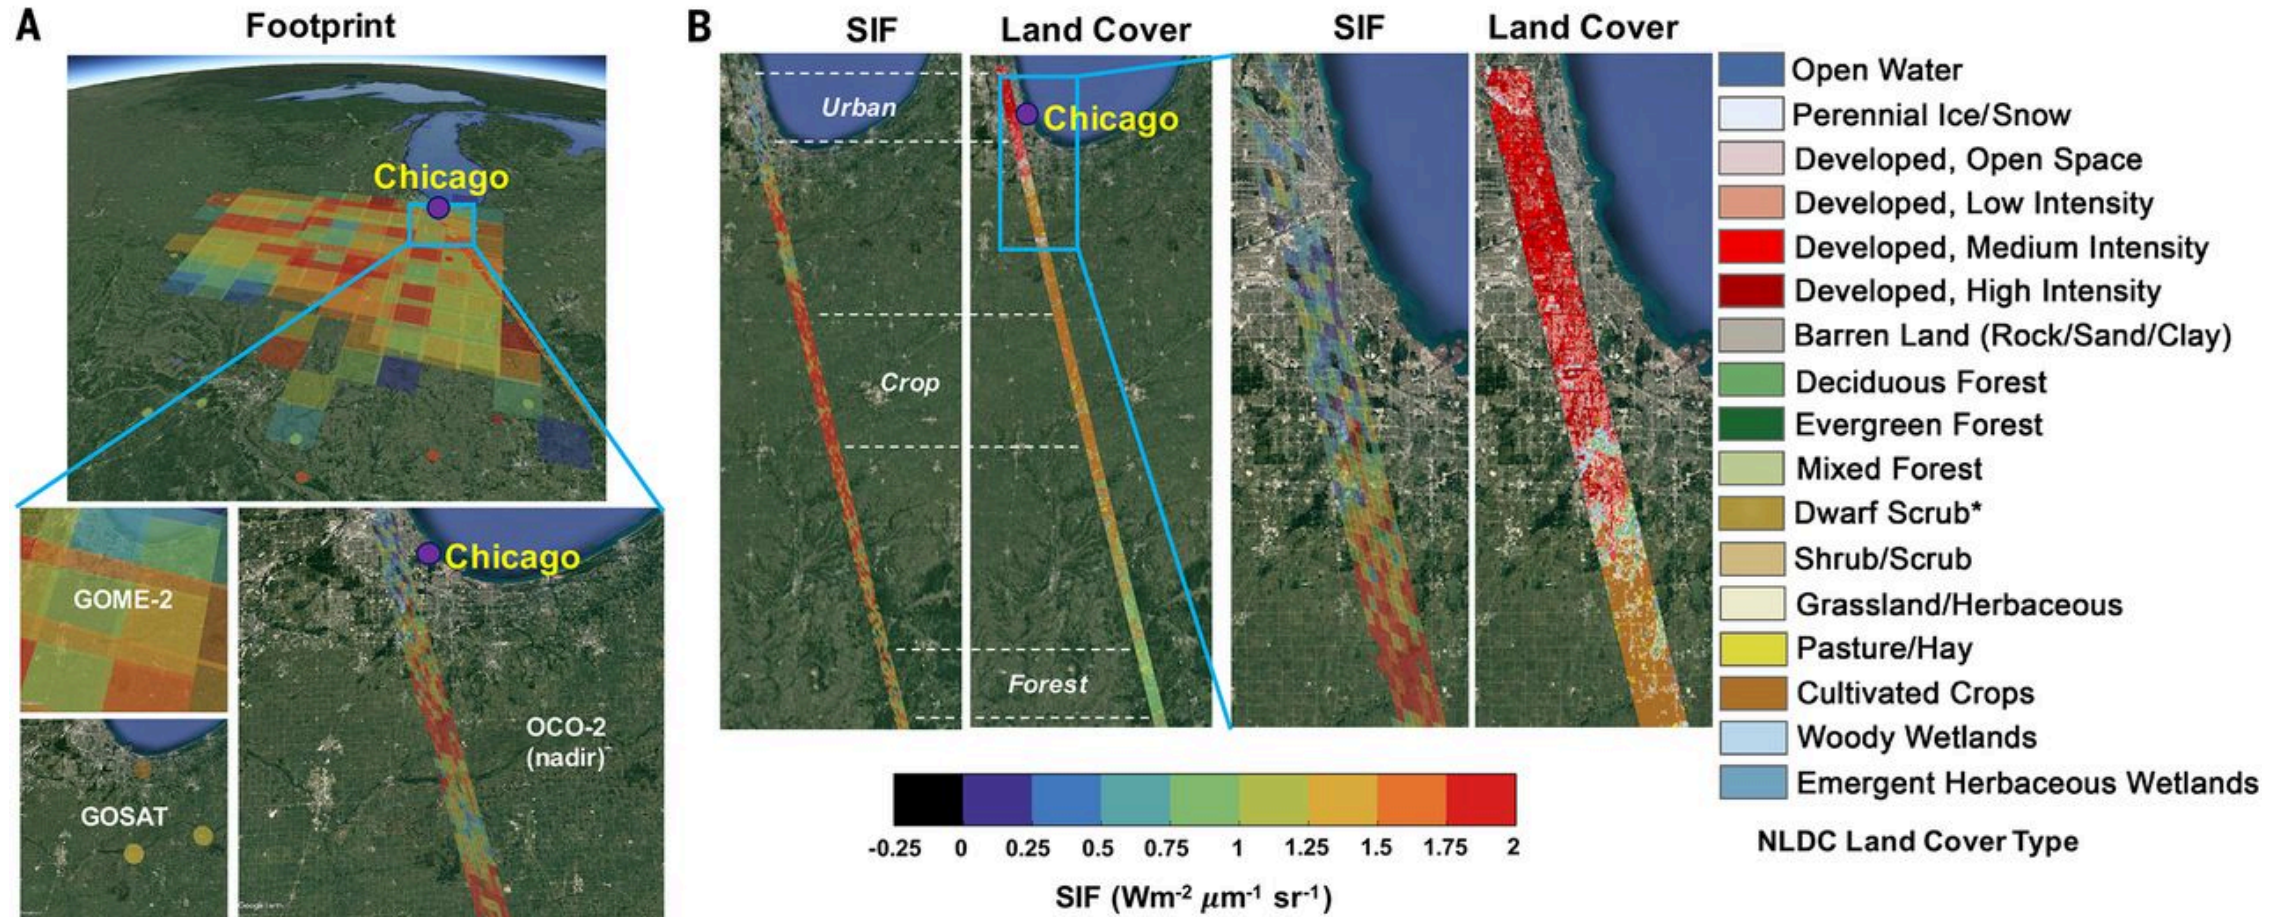 A
Footprint
Chicago
GOME-2
GOSAT
Chicago
OCO-2
(nadir)
Google Earth
B
SIF
Land Cover
SIF
Land Cover
Urban
Chicago
Crop
Forest
-0.25 0 0.25 0.5 0.75 1 1.25 1.5 1.75 2
SIF (Wm-2 μm-1 sr-1)
Open Water
Perennial Ice/Snow
Developed, Open Space
Developed, Low Intensity
Developed, Medium Intensity
Developed, High Intensity
Barren Land (Rock/Sand/Clay)
Deciduous Forest
Evergreen Forest
Mixed Forest
Dwarf Scrub*
Shrub/Scrub
Grassland/Herbaceous
Pasture/Hay
Cultivated Crops
Woody Wetlands
Emergent Herbaceous Wetlands
NLDC Land Cover Type